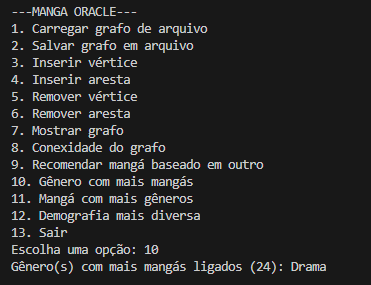 ---MANGA ORACLE---
1. Carregar grafo de arquivo
2. Salvar grafo em arquivo
3. Inserir vértice
4. Inserir aresta
5. Remover vértice
6. Remover aresta
7. Mostrar grafo
8. Conexidade do grafo
9. Recomendar mangá baseado em outro
10. Gênero com mais mangás
11. Mangá com mais gêneros
12. Demografia mais diversa
13. Sair
Escolha uma opção: 10
Gênero(s) com mais mangás ligados (24): Drama